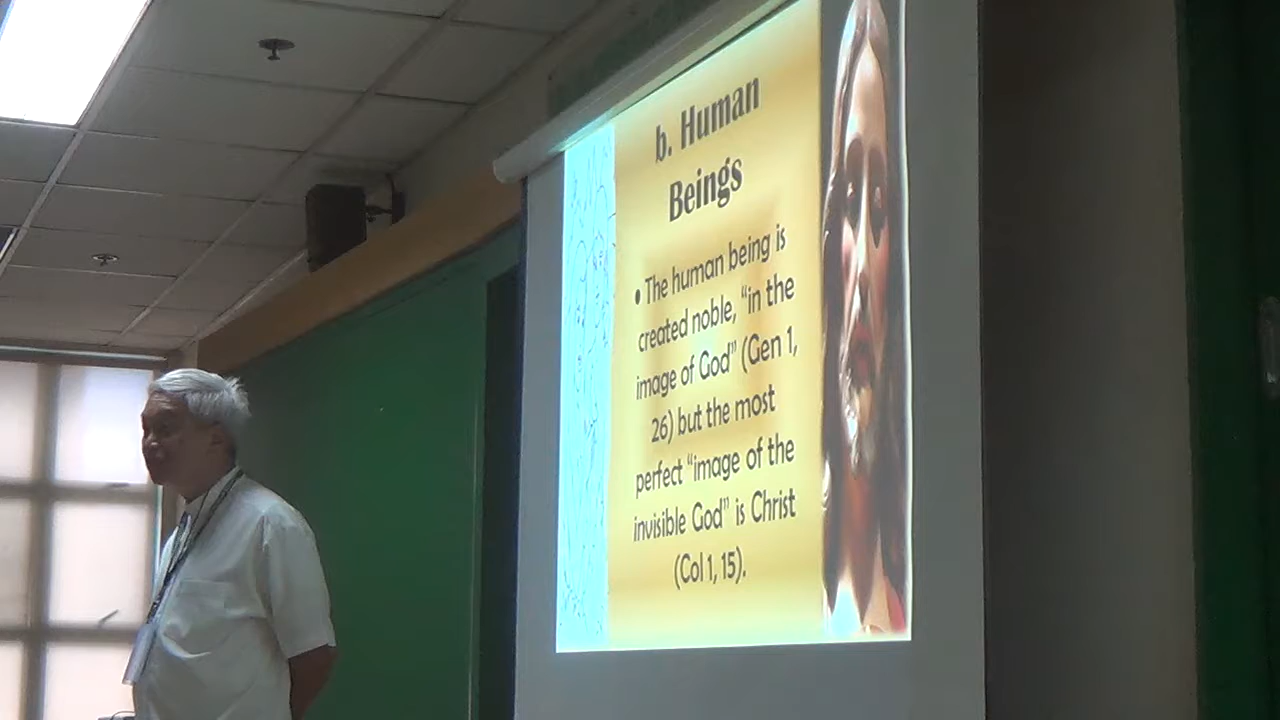 b. Human
Beings
• The human being is
created noble, “in the
image of God” (Gen 1,
26) but the most
perfect “image of the
invisible God” is Christ
(Col 1, 15).